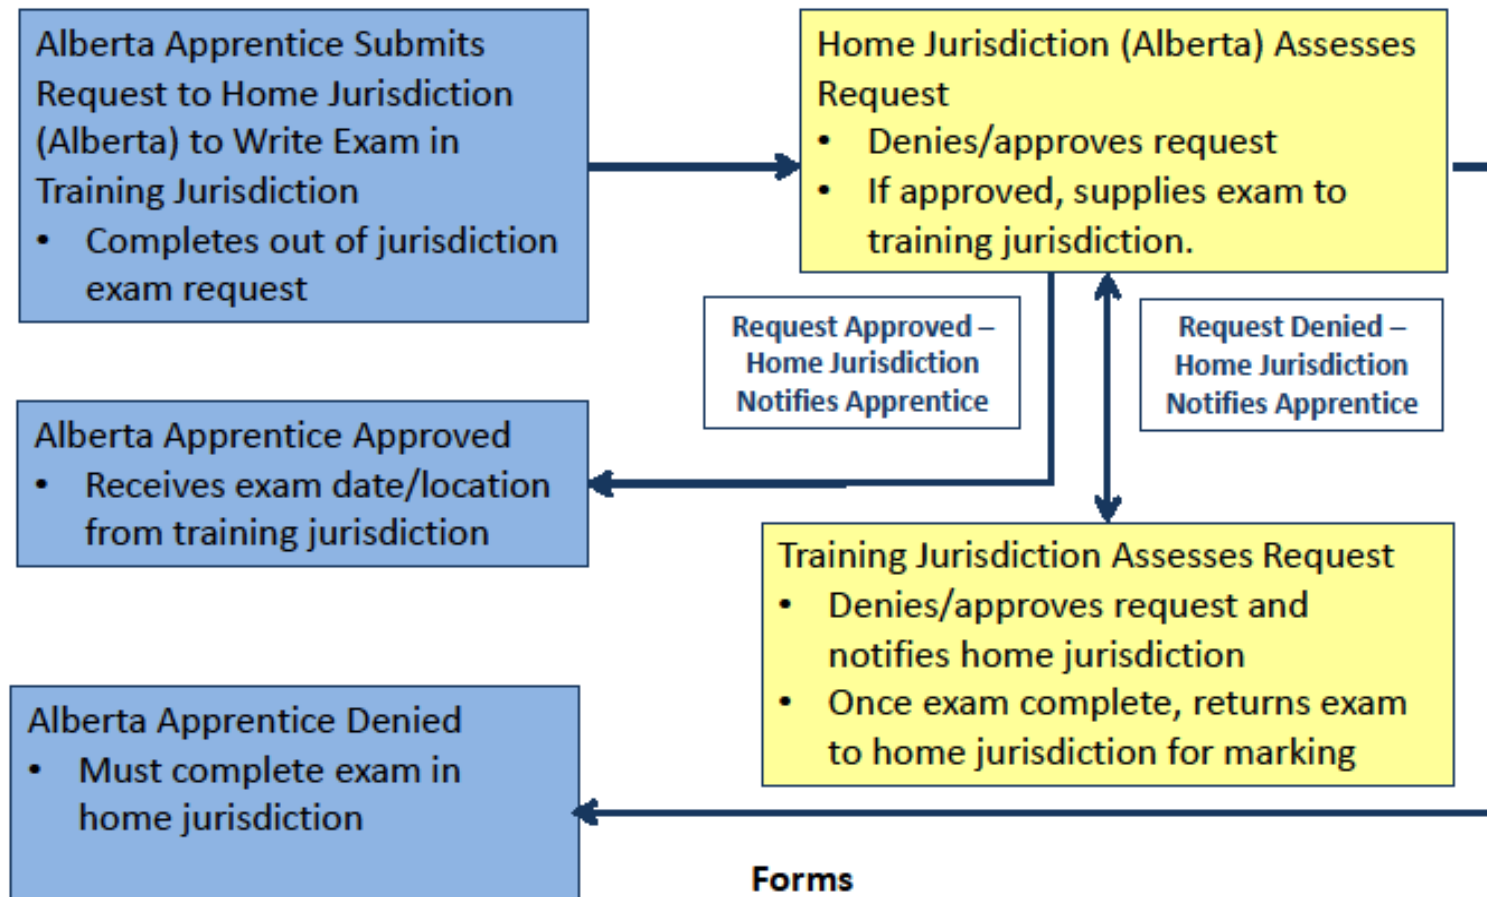 Alberta Apprentice Submits
Request to Home Jurisdiction
(Alberta) to Write Exam in
Training Jurisdiction
• Completes out of jurisdiction
exam request
Home Jurisdiction (Alberta) Assesses
Request
• Denies/approves request
• If approved, supplies exam to
training jurisdiction.
Request Approved –
Home Jurisdiction
Notifies Apprentice
Request Denied –
Home Jurisdiction
Notifies Apprentice
Alberta Apprentice Approved
• Receives exam date/location
from training jurisdiction
Training Jurisdiction Assesses Request
• Denies/approves request and
notifies home jurisdiction
• Once exam complete, returns exam
to home jurisdiction for marking
Alberta Apprentice Denied
• Must complete exam in
home jurisdiction
Forms